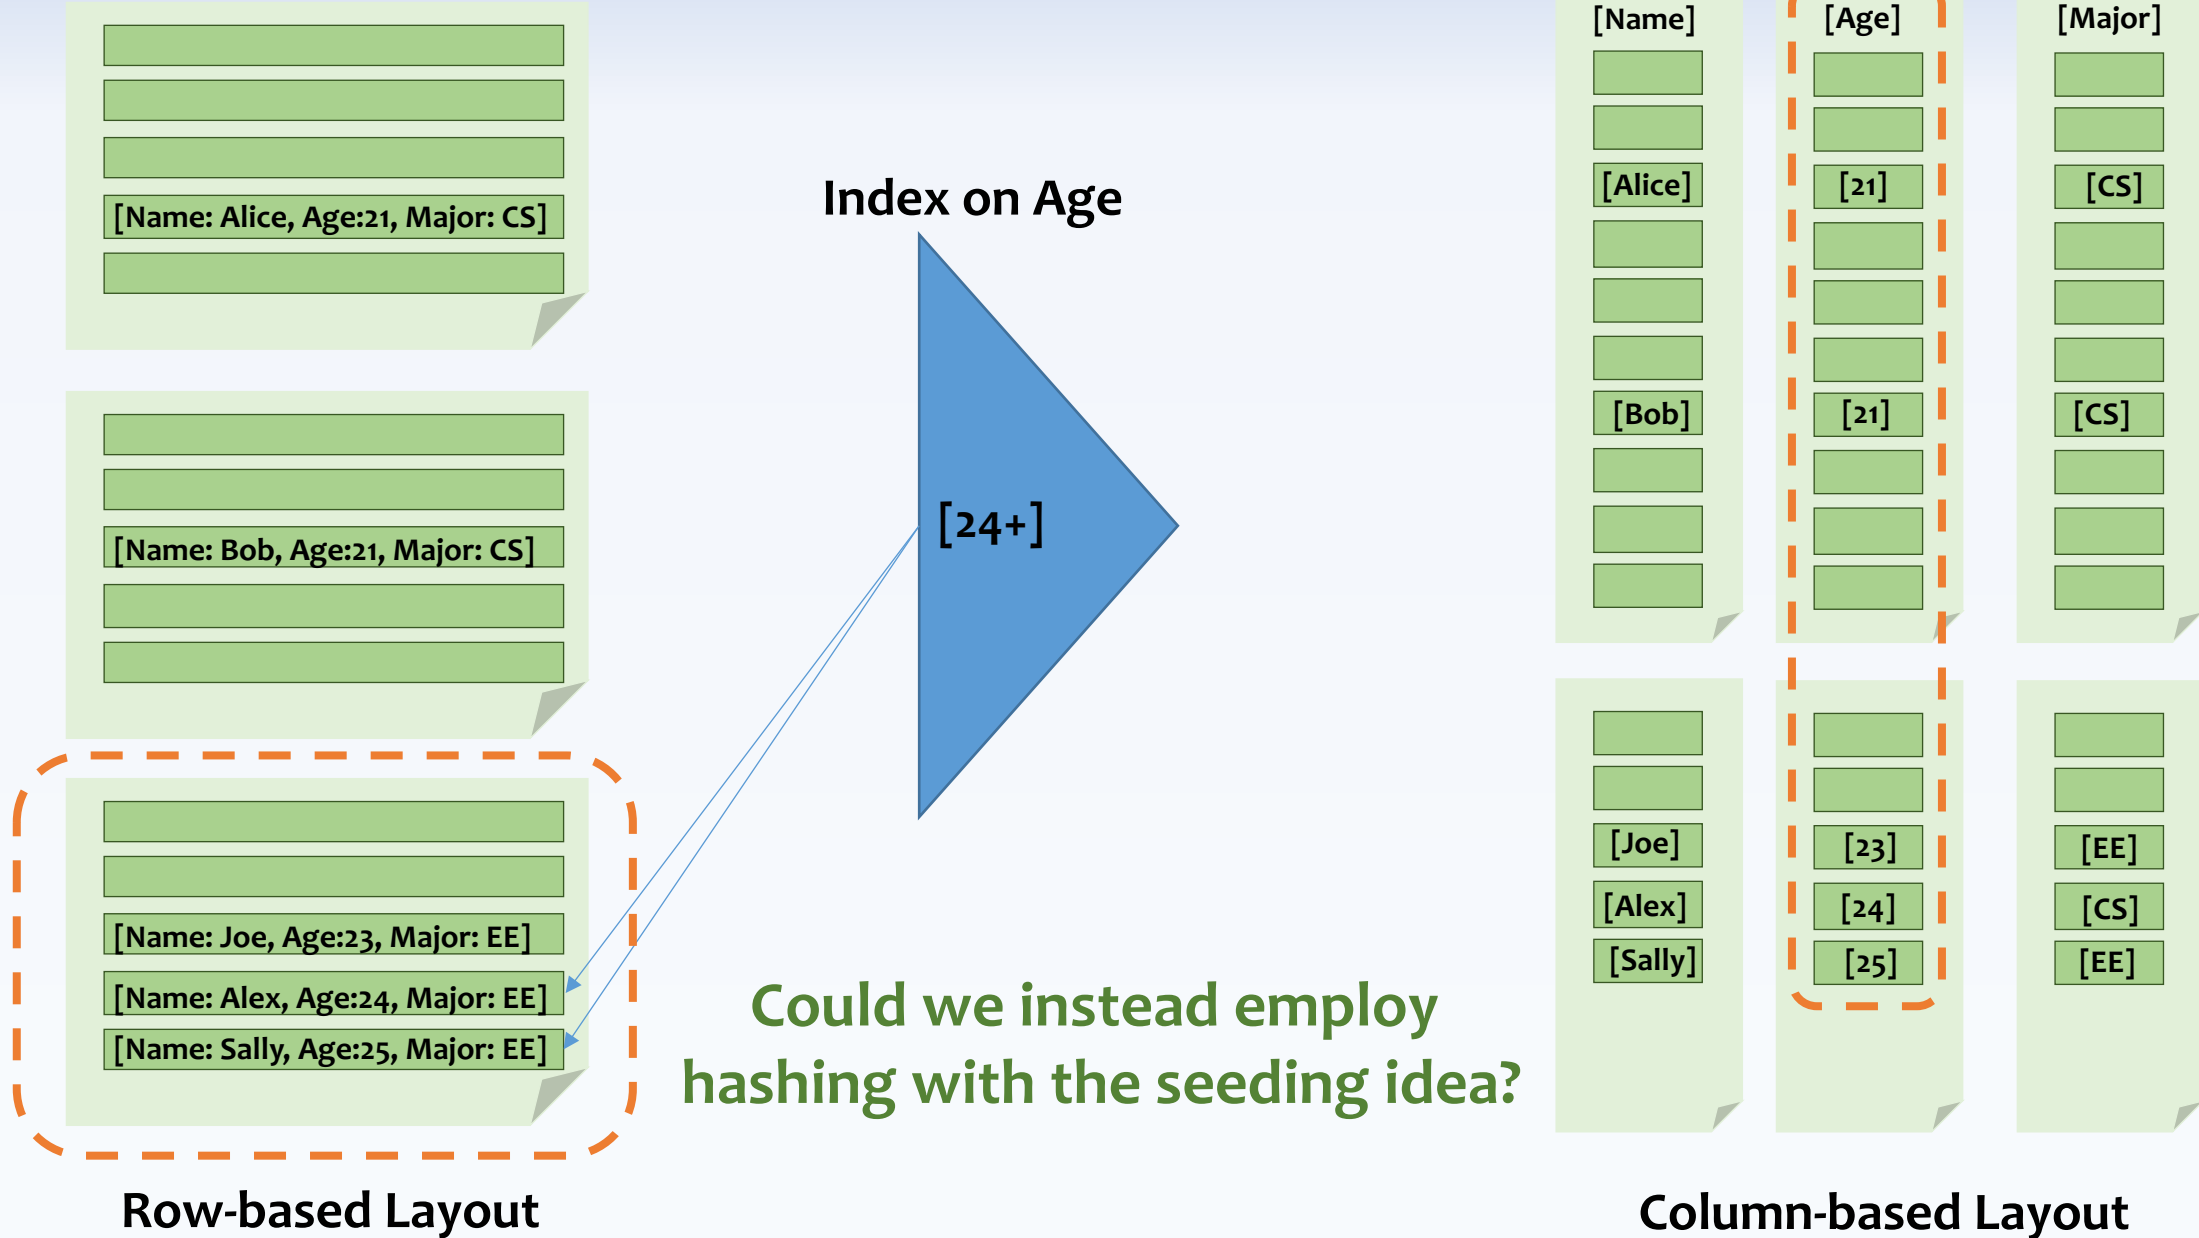 [Name: Alice, Age:21, Major: CS]
[Name: Bob, Age:21, Major: CS]
[Name: Joe, Age:23, Major: EE]
[Name: Alex, Age:24, Major: EE]
[Name: Sally, Age:25, Major: EE]
Row-based Layout
Index on Age
[24+]
Could we instead employ
hashing with the seeding idea?
[Name] [Age] [Major]
[Alice] [21] [CS]
[Bob] [21] [CS]
[Joe] [23] [EE]
[Alex] [24] [CS]
[Sally] [25] [EE]
Column-based Layout